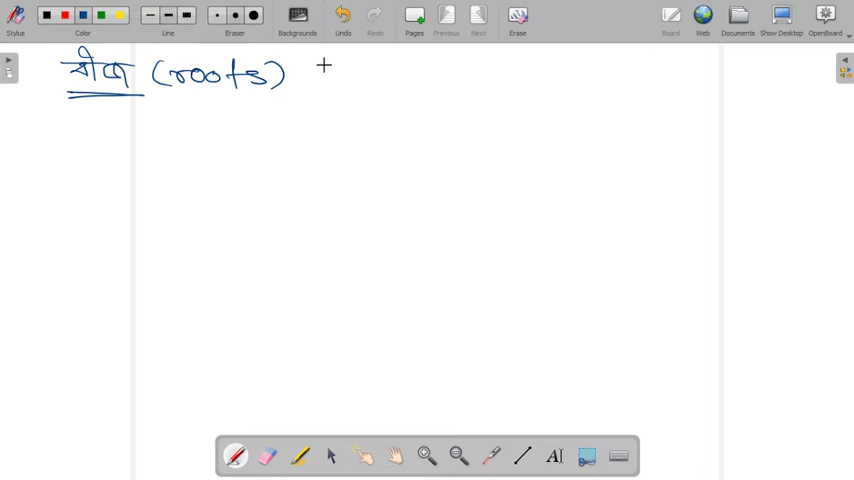 Stylus
Color
Line
Eraser
Backgrounds
Undo
Redo
Pages
Previous
Next
Erase
Board
Web
Documents
Show Desktop
OpenBoard
বীজ (roots)